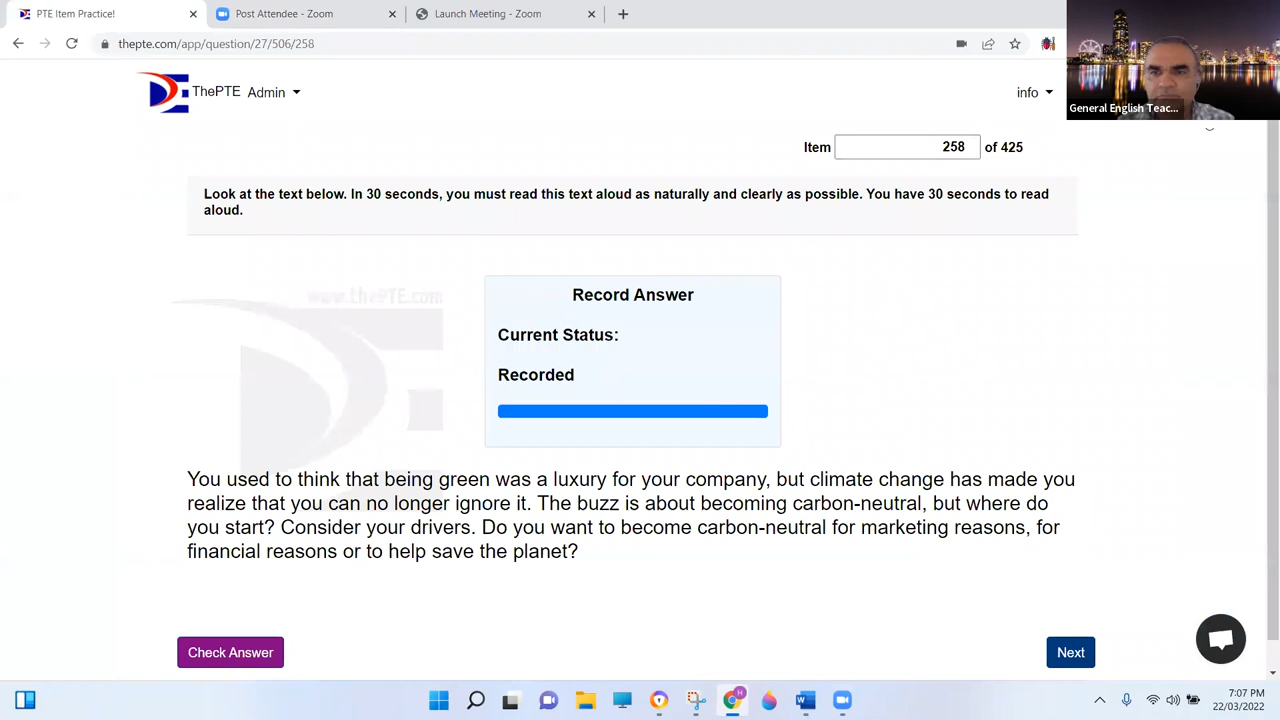 PTE Item Practice!
Post Attendee - Zoom
Launch Meeting - Zoom
thepte.com/app/question/27/506/258
General English Teac...
ThePTE Admin
info
Item 258 of 425
Look at the text below. In 30 seconds, you must read this text aloud as naturally and clearly as possible. You have 30 seconds to read
aloud.
www.thePTE.com
Record Answer
Current Status:
Recorded
You used to think that being green was a luxury for your company, but climate change has made you
realize that you can no longer ignore it. The buzz is about becoming carbon-neutral, but where do
you start? Consider your drivers. Do you want to become carbon-neutral for marketing reasons, for
financial reasons or to help save the planet?
Check Answer
Next
7:07 PM
22/03/2022